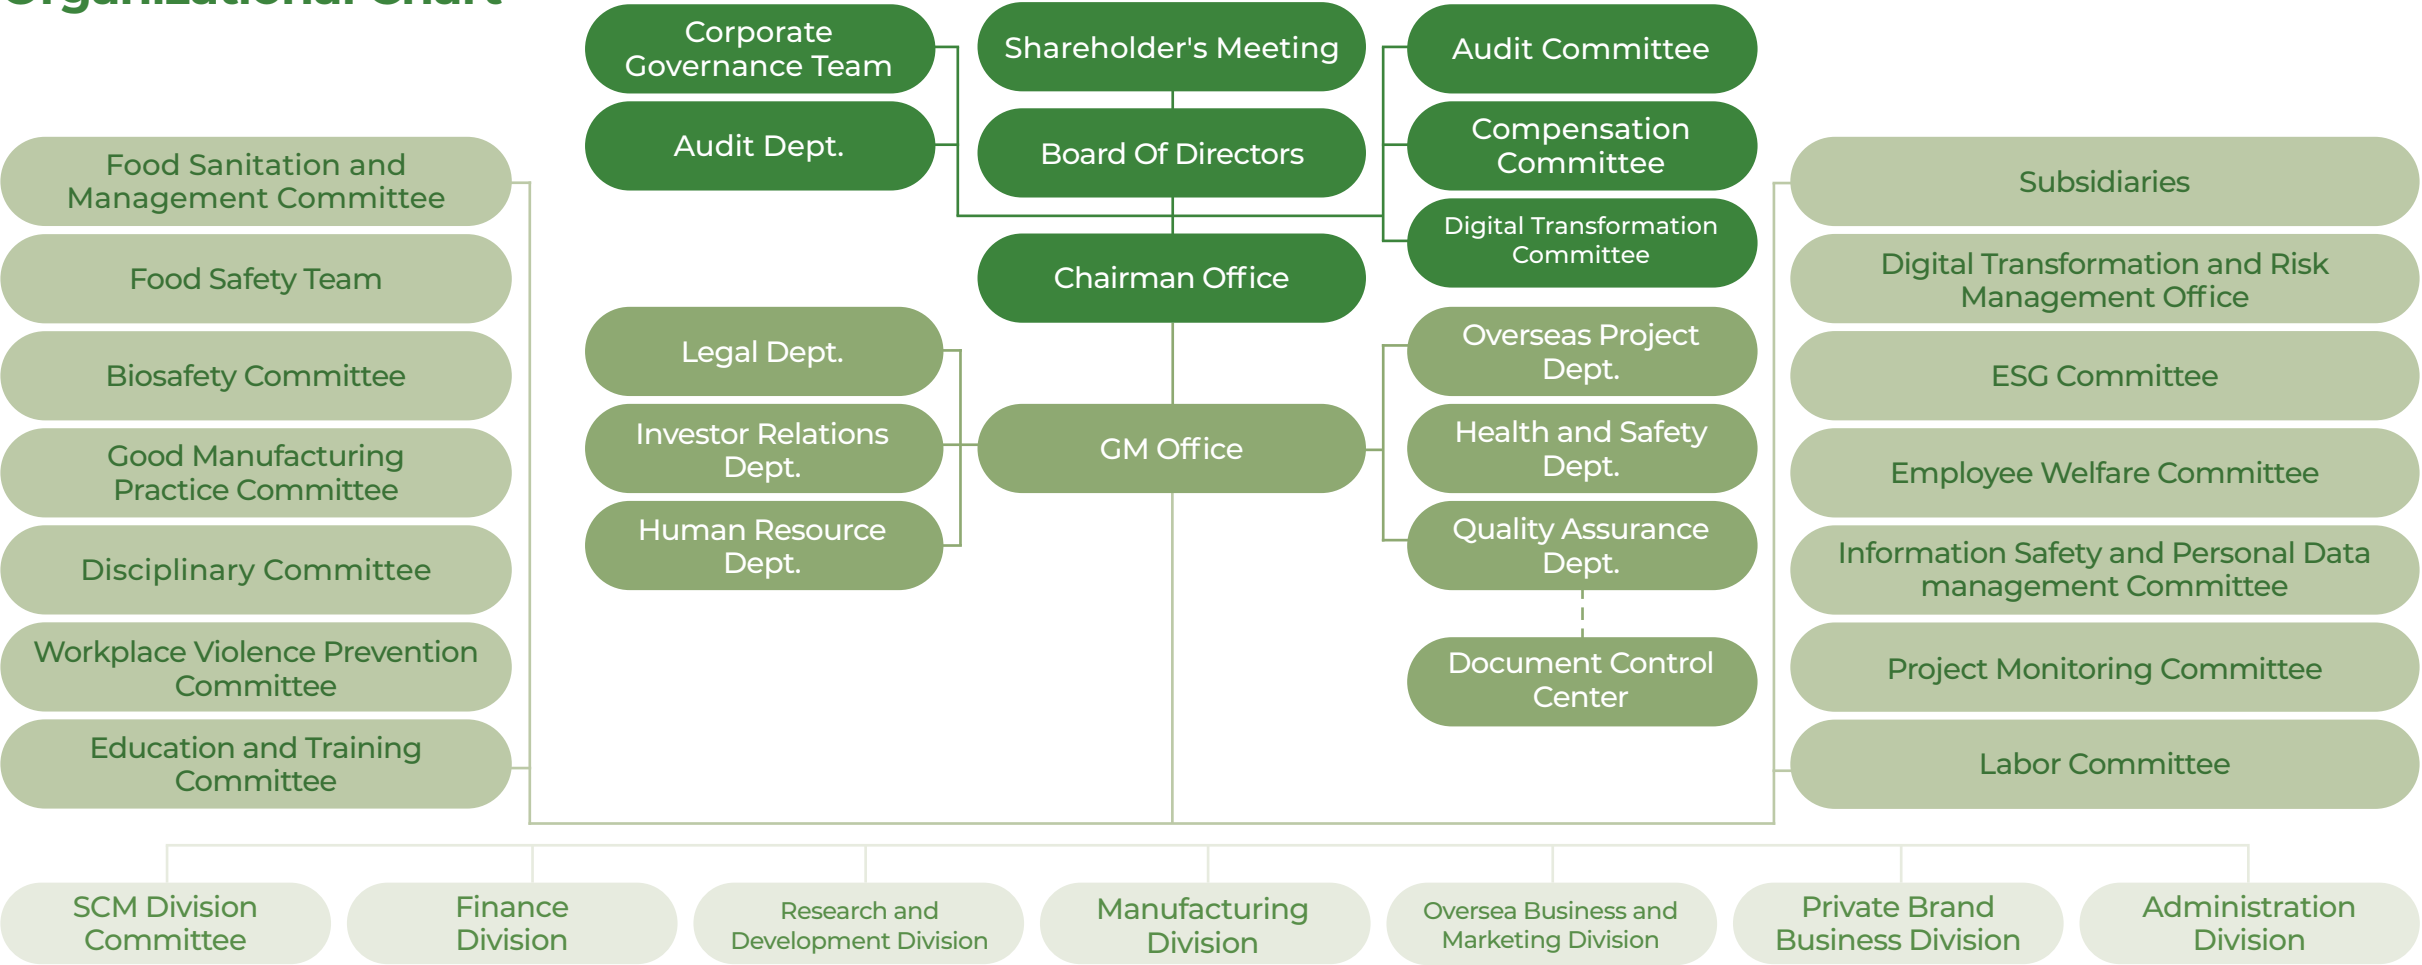 Organizational Chart
Corporate
Governance Team
Shareholder's Meeting
Audit Committee
Audit Dept.
Board Of Directors
Compensation
Committee
Digital Transformation
Committee
Chairman Office
Food Sanitation and
Management Committee
Food Safety Team
Biosafety Committee
Good Manufacturing
Practice Committee
Disciplinary Committee
Workplace Violence Prevention
Committee
Education and Training
Committee
Legal Dept.
Investor Relations
Dept.
Human Resource
Dept.
GM Office
Overseas Project
Dept.
Health and Safety
Dept.
Quality Assurance
Dept.
Document Control
Center
Subsidiaries
Digital Transformation and Risk
Management Office
ESG Committee
Employee Welfare Committee
Information Safety and Personal Data
management Committee
Project Monitoring Committee
Labor Committee
SCM Division
Committee
Finance
Division
Research and
Development Division
Manufacturing
Division
Oversea Business and
Marketing Division
Private Brand
Business Division
Administration
Division